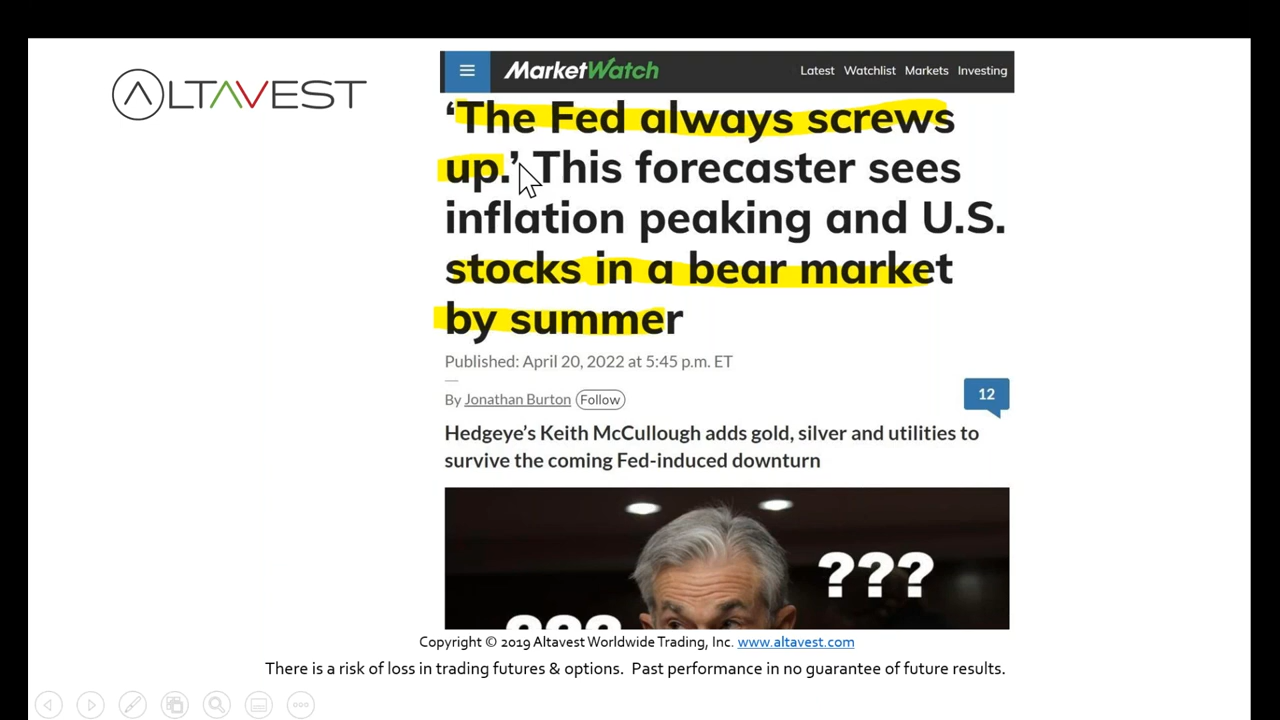 ALTAVEST
MarketWatch Latest Watchlist Markets Investing
‘The Fed always screws
up.’ This forecaster sees
inflation peaking and U.S.
stocks in a bear market
by summer
Published: April 20, 2022 at 5:45 p.m. ET
By Jonathan Burton Follow
12
Hedgeye’s Keith McCullough adds gold, silver and utilities to
survive the coming Fed-induced downturn
???
???
Copyright © 2019 Altavest Worldwide Trading, Inc. www.altavest.com
There is a risk of loss in trading futures & options. Past performance in no guarantee of future results.